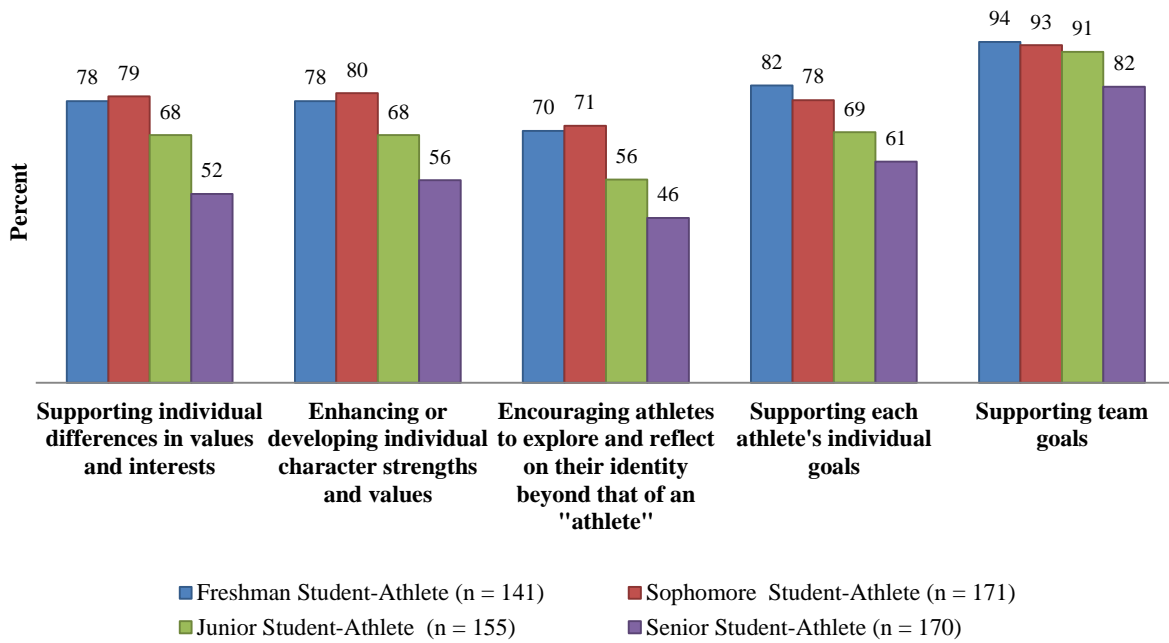 94 93 91
82 82
78 79 78 80 78
70 71 69
68 68
61
56 56
52
46
Percent
Supporting individual differences in values and interests
Enhancing or developing individual character strengths and values
Encouraging athletes to explore and reflect on their identity beyond that of an "athlete"
Supporting each athlete's individual goals
Supporting team goals
Freshman Student-Athlete (n = 141)
Sophomore Student-Athlete (n = 171)
Junior Student-Athlete (n = 155)
Senior Student-Athlete (n = 170)